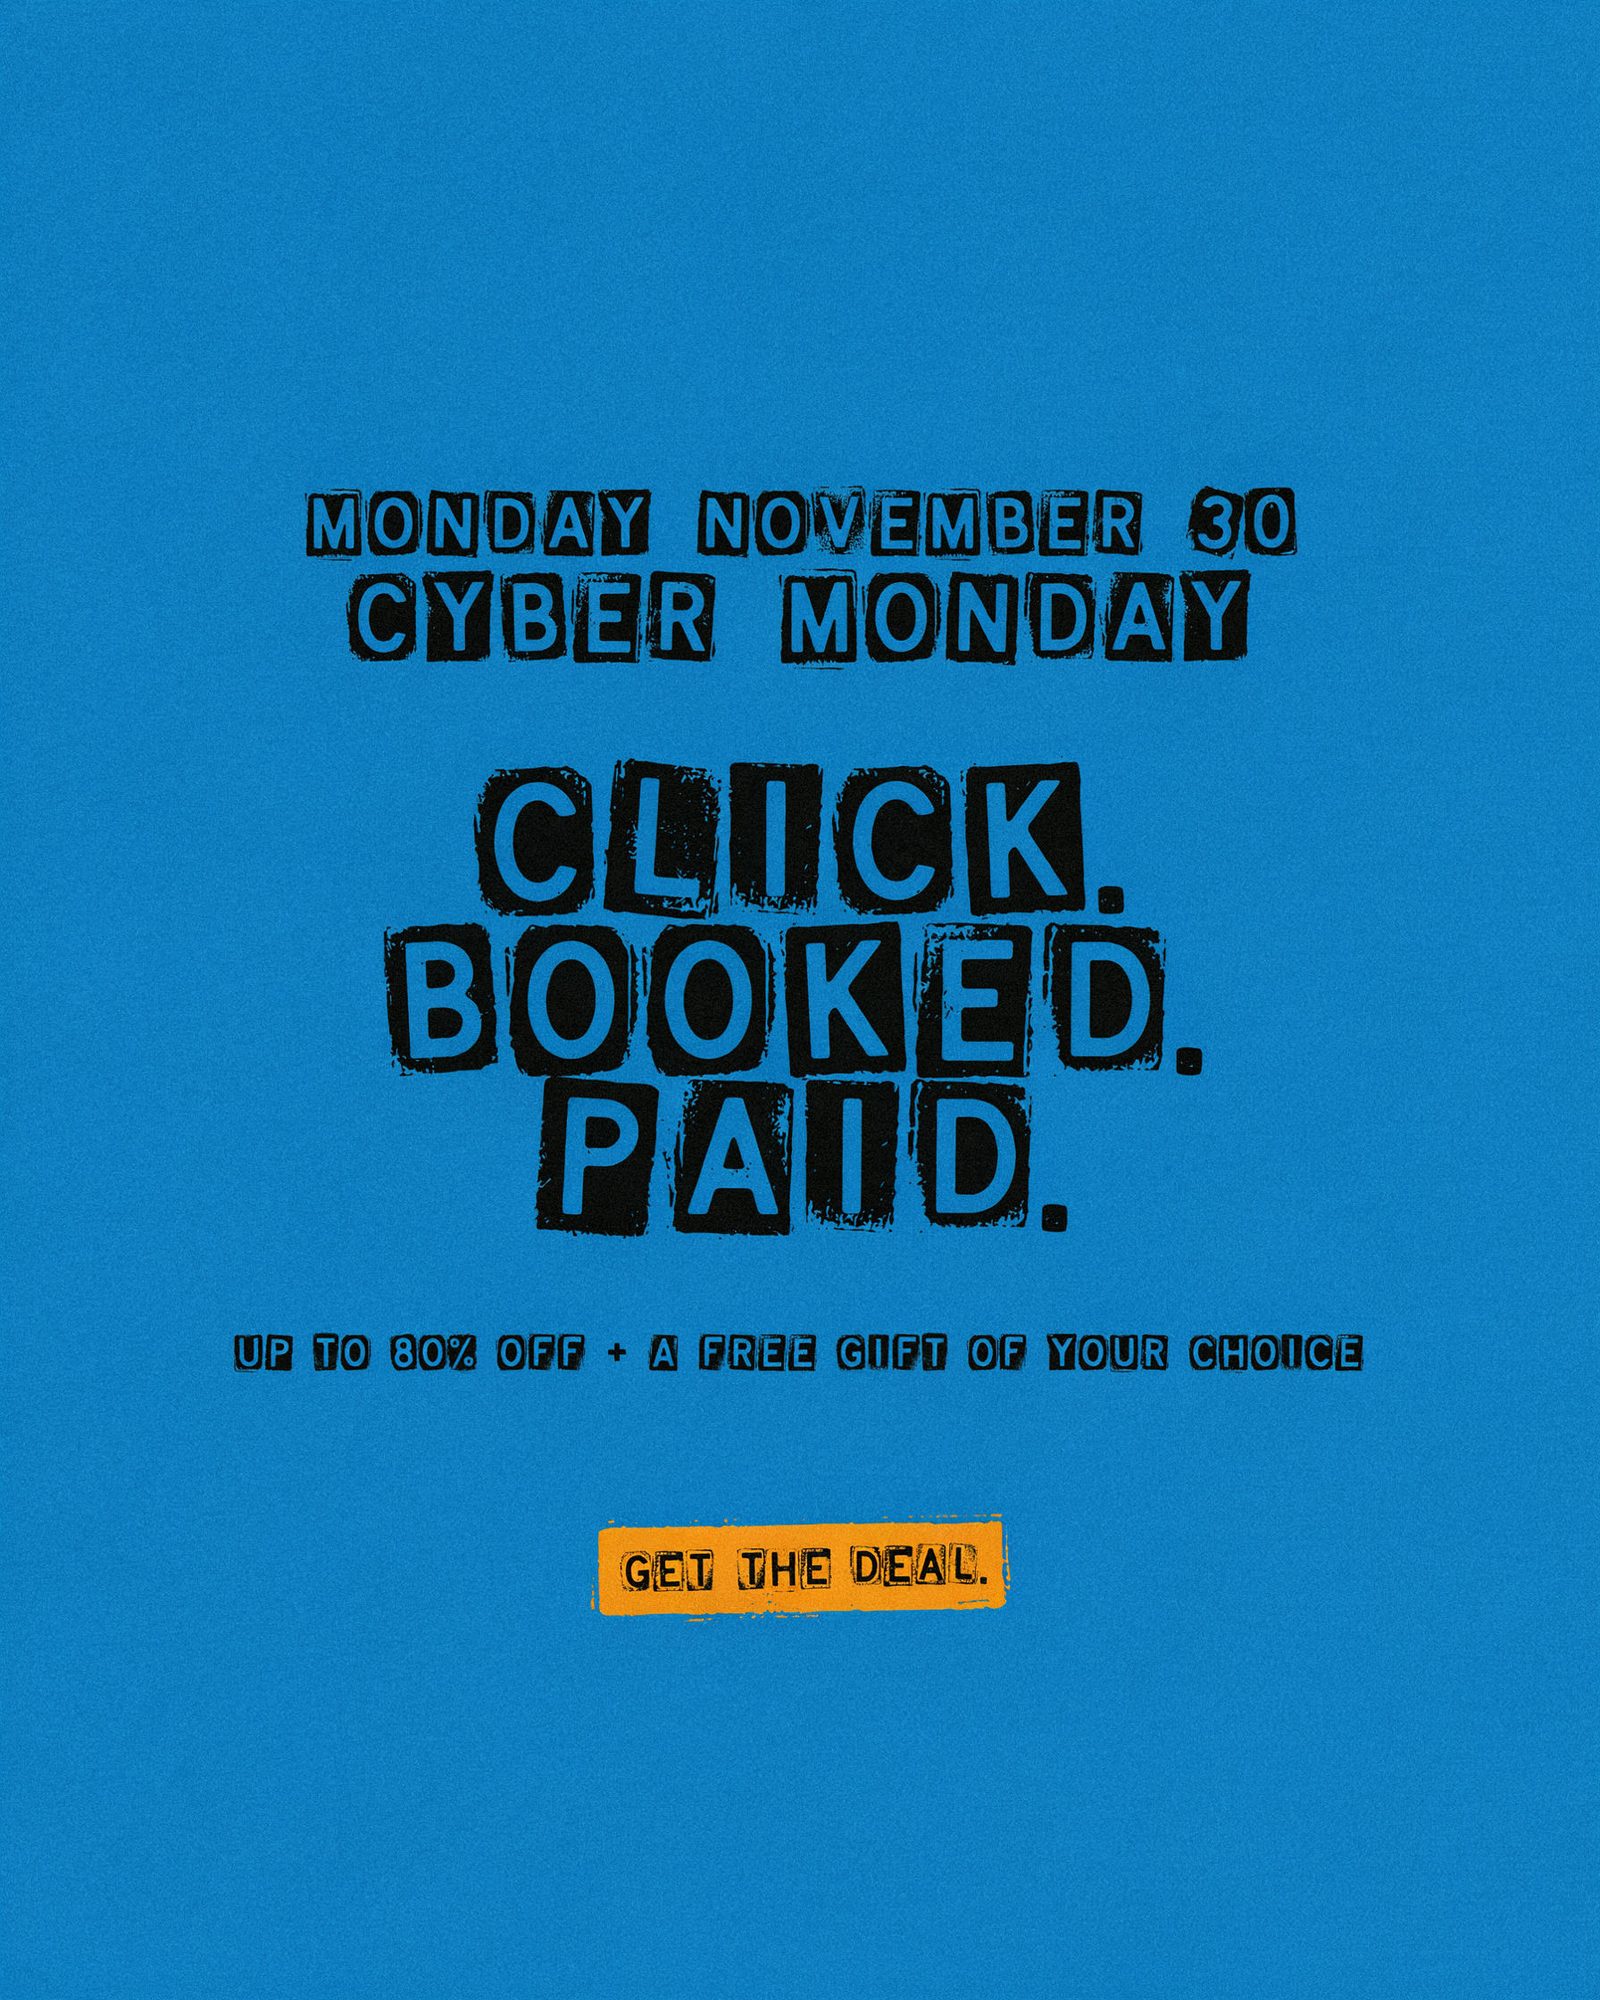 MONDAY NOVEMBER 30
CYBER MONDAY
CLICK.
BOOKED.
PAID.
UP TO 80% OFF + A FREE GIFT OF YOUR CHOICE
GET THE DEAL.